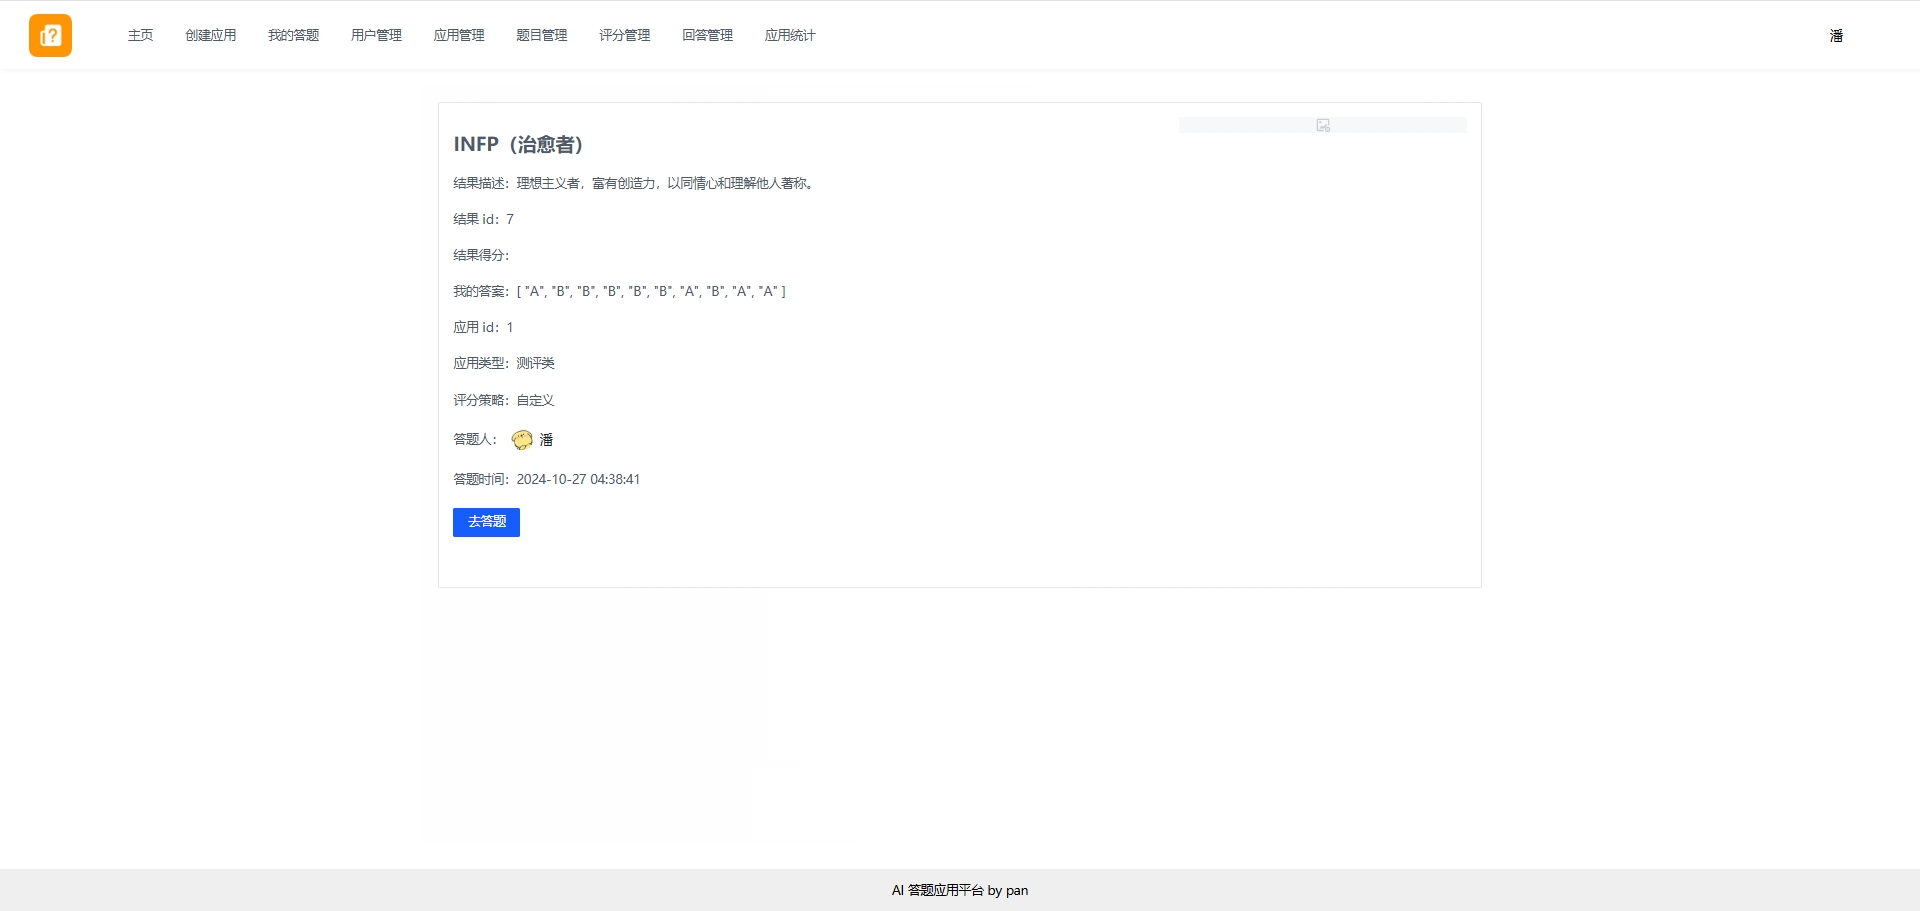 主页 创建应用 我的答题 用户管理 应用管理 题目管理 评分管理 回答管理 应用统计 潘
INFP（治愈者）
结果描述：理想主义者，富有创造力，以同情心和理解他人著称。
结果 id：7
结果得分：
我的答案：[ "A", "B", "B", "B", "B", "B", "A", "B", "A", "A" ]
应用 id：1
应用类型：测评类
评分策略：自定义
答题人： 潘
答题时间：2024-10-27 04:38:41
去答题
AI 答题应用平台 by pan